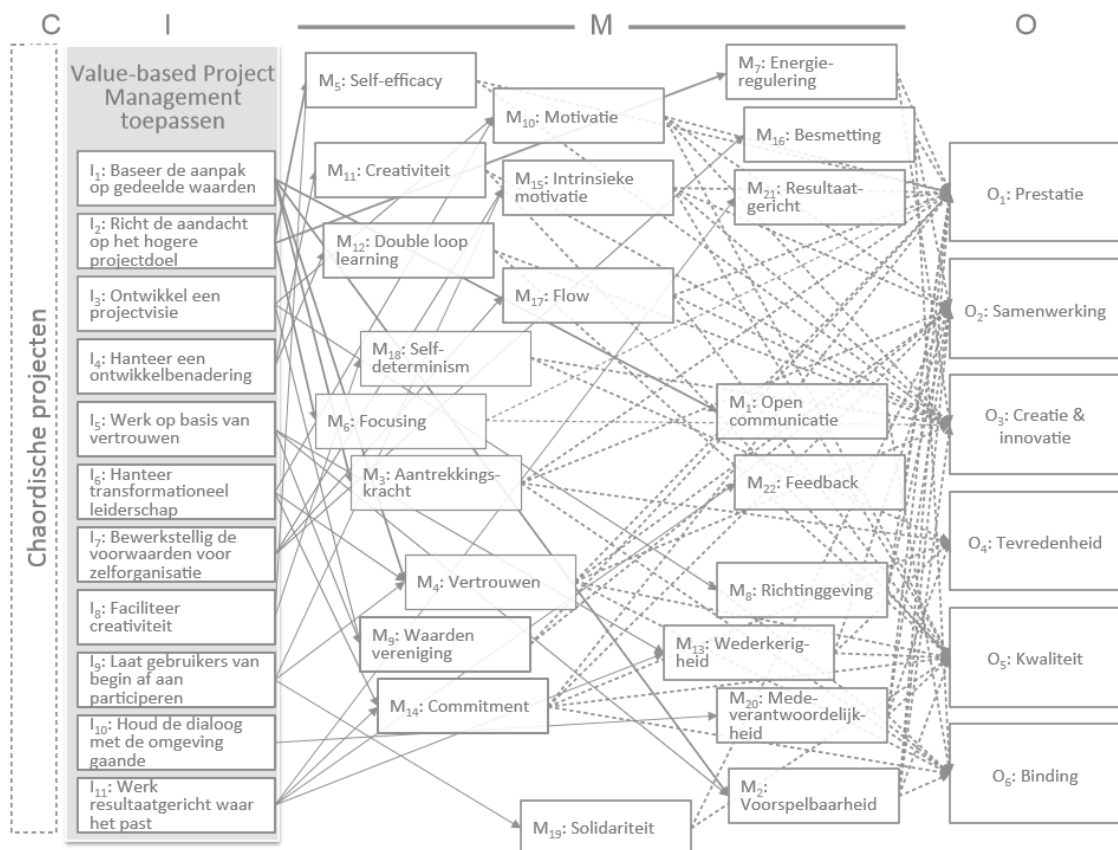 C
I
M
O
Chaordische projecten
Value-based Project
Management
toepassen
I1: Baseer de aanpak
op gedeelde waarden
I2: Richt de aandacht
op het hogere
projectdoel
I3: Ontwikkel een
projectvisie
I4: Hanteer een
ontwikkelbenadering
I5: Werk op basis van
vertrouwen
I6: Hanteer
transformationeel
leiderschap
I7: Bewerkstellig de
voorwaarden voor
zelforganisatie
I8: Faciliteer
creativiteit
I9: Laat gebruikers van
begin af aan
participeren
I10: Houd de dialoog
met de omgeving
gaande
I11: Werk
resultaatgericht waar
het past
M5: Self-efficacy
M11: Creativiteit
M12: Double loop
learning
M18: Self-
determinism
M6: Focusing
M3: Aantrekkings-
kracht
M4: Vertrouwen
M9: Waarden
vereniging
M14: Commitment
M10: Motivatie
M15: Intrinsieke
motivatie
M17: Flow
M19: Solidariteit
M7: Energie-
regulering
M16: Besmetting
M21: Resultaat-
gericht
M1: Open
communicatie
M22: Feedback
M8: Richtinggeving
M13: Wederkerig-
heid
M20: Mede-
verantwoordelijk-
heid
M2:
Voorspelbaarheid
O1: Prestatie
O2: Samenwerking
O3: Creatie &
innovatie
O4: Tevredenheid
O5: Kwaliteit
O6: Binding